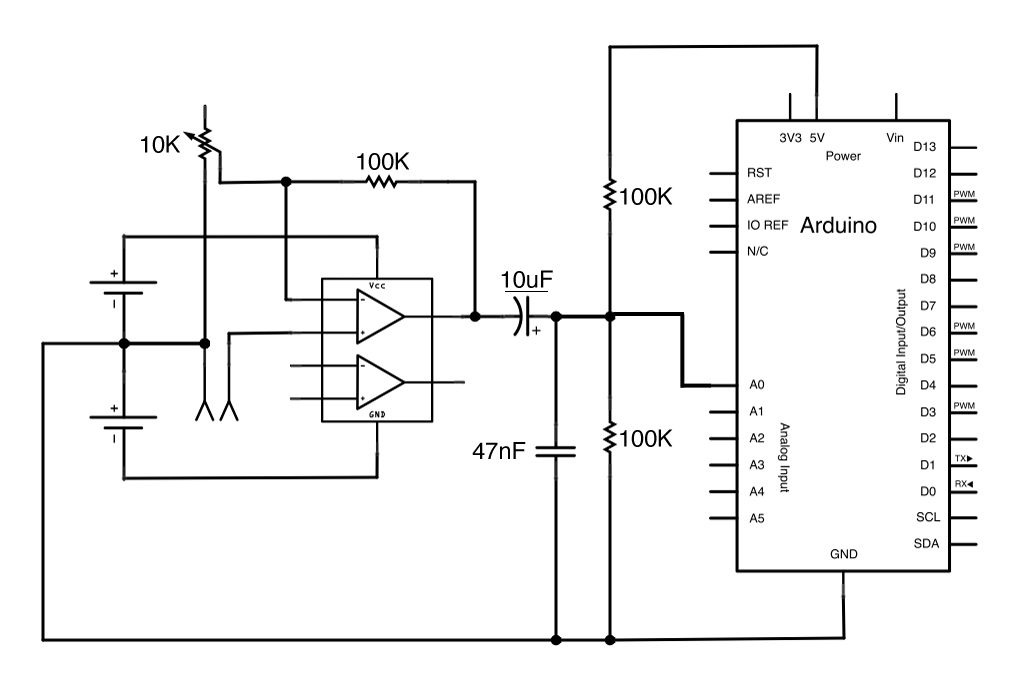 10K
100K
+
-
+
-
Vcc
-
+
-
+
GND
10uF
+
47nF
100K
100K
3V3 5V
Vin
Power
Arduino
RST
AREF
IO REF
N/C
A0
A1
A2
A3
A4
A5
Analog Input
Digital Input/Output
D13
D12
D11 PWM
D10 PWM
D9 PWM
D8
D7
D6 PWM
D5 PWM
D4
D3 PWM
D2
D1 TX▶
D0 RX◀
SCL
SDA
GND